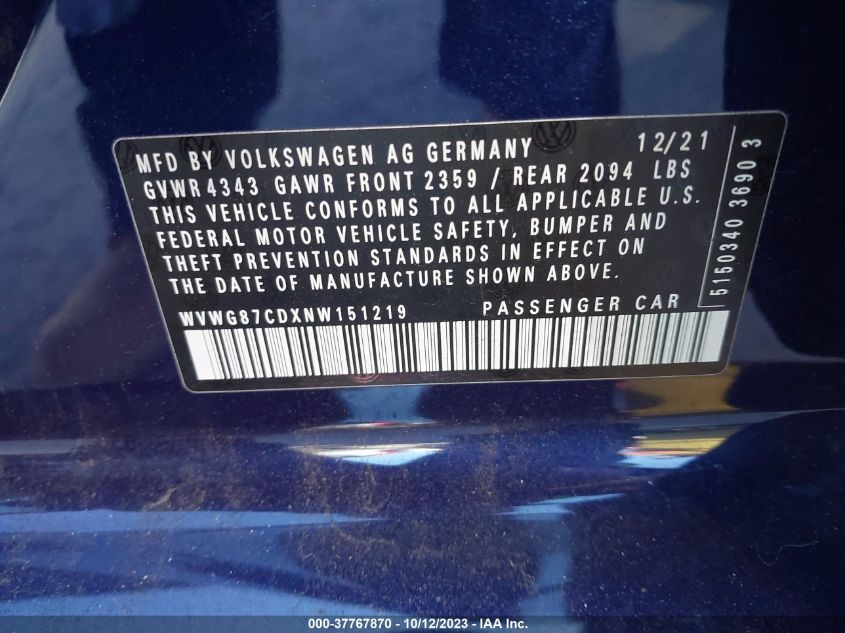 MFD BY VOLKSWAGEN AG GERMANY 12/21
GVWR 4343 GAWR FRONT 2359 / REAR 2094 LBS
THIS VEHICLE CONFORMS TO ALL APPLICABLE U.S.
FEDERAL MOTOR VEHICLE SAFETY, BUMPER AND
THEFT PREVENTION STANDARDS IN EFFECT ON
THE DATE OF MANUFACTURE SHOWN ABOVE.
WVWG87CDXNW151219 PASSENGER CAR
5150340 3690 3
000-37767870 - 10/12/2023 - IAA Inc.